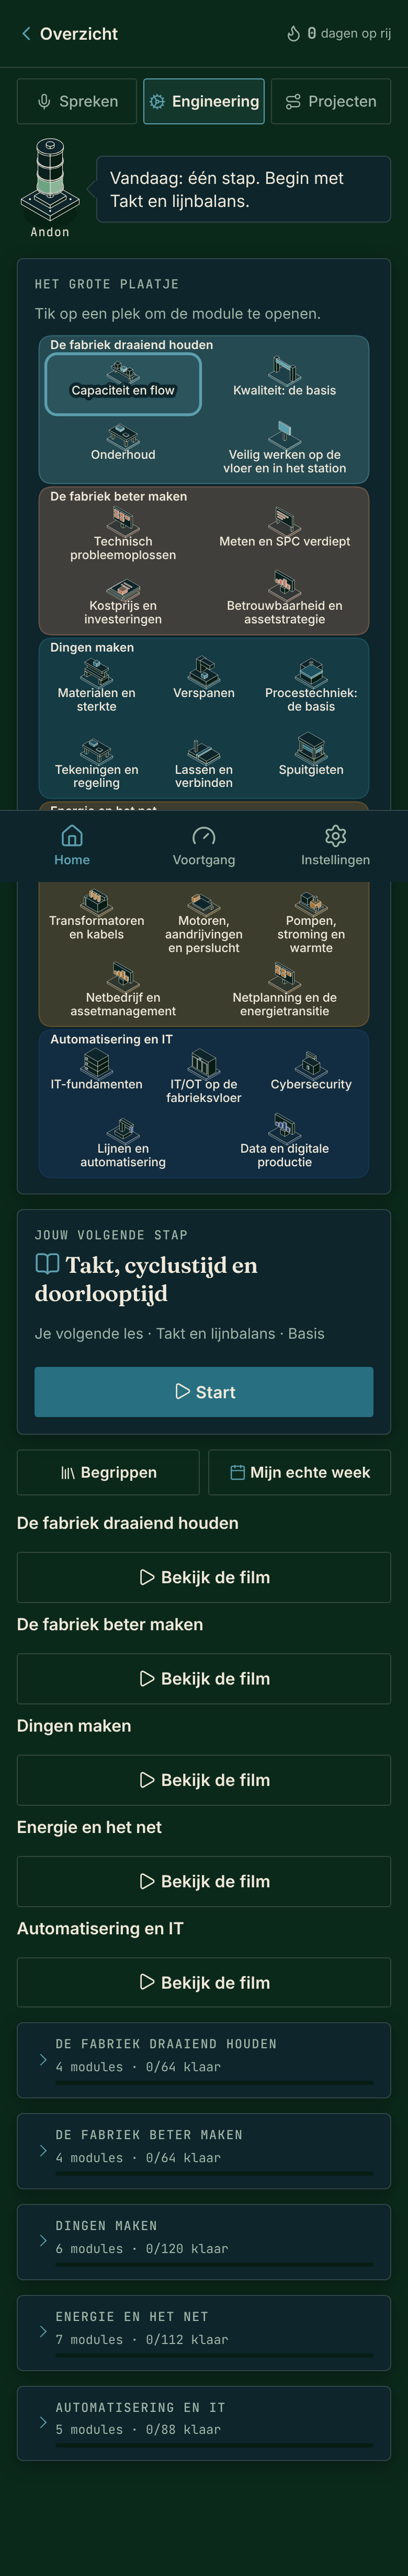 Overzicht
0 dagen op rij
Spreken
Engineering
Projecten
Vandaag: één stap. Begin met
Takt en lijnbalans.
Andon
HET GROTE PLAATJE
Tik op een plek om de module te openen.
De fabriek draaiend houden
Capaciteit en flow
Kwaliteit: de basis
Onderhoud
Veilig werken op de
vloer en in het station
De fabriek beter maken
Technisch
probleemoplossen
Meten en SPC verdiept
Kostprijs en
investeringen
Betrouwbaarheid en
assetstrategie
Dingen maken
Materialen en
sterkte
Verspanen
Procestechniek:
de basis
Tekeningen en
regeling
Lassen en
verbinden
Spuitgieten
Energie en het net
Home
Voortgang
Instellingen
Transformatoren
en kabels
Motoren,
aandrijvingen
en perslucht
Pompen,
stroming en
warmte
Netbedrijf en
assetmanagement
Netplanning en de
energietransitie
Automatisering en IT
IT-fundamenten
IT/OT op de
fabrieksvloer
Cybersecurity
Lijnen en
automatisering
Data en digitale
productie
JOUW VOLGENDE STAP
Takt, cyclustijd en
doorlooptijd
Je volgende les · Takt en lijnbalans · Basis
Start
Begrippen
Mijn echte week
De fabriek draaiend houden
Bekijk de film
De fabriek beter maken
Bekijk de film
Dingen maken
Bekijk de film
Energie en het net
Bekijk de film
Automatisering en IT
Bekijk de film
DE FABRIEK DRAAIEND HOUDEN
4 modules · 0/64 klaar
DE FABRIEK BETER MAKEN
4 modules · 0/64 klaar
DINGEN MAKEN
6 modules · 0/120 klaar
ENERGIE EN HET NET
7 modules · 0/112 klaar
AUTOMATISERING EN IT
5 modules · 0/88 klaar